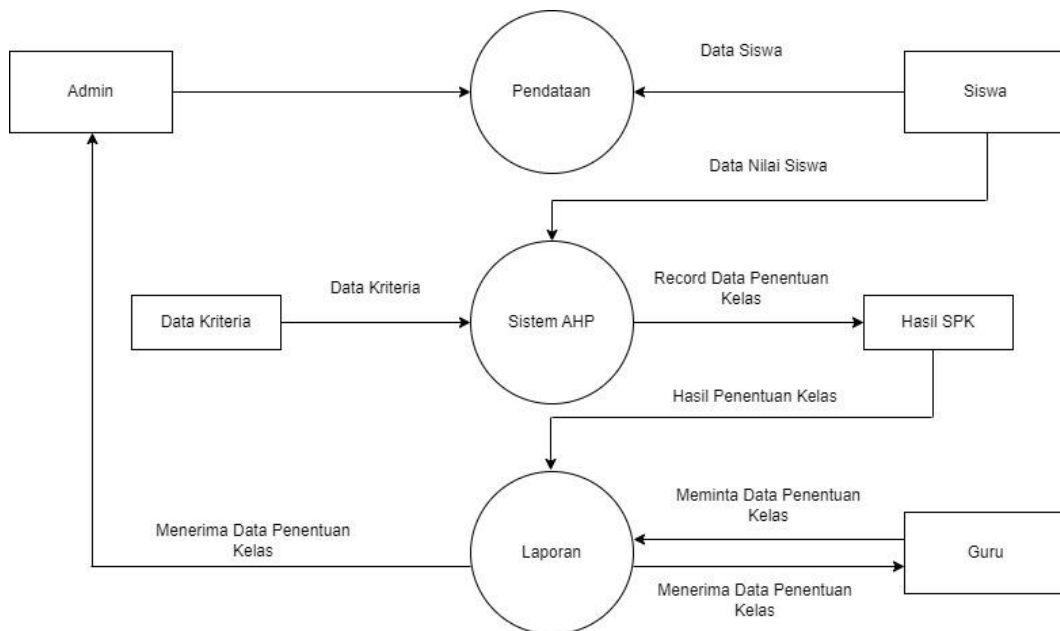 Data Siswa
Admin
Pendataan
Siswa
Data Nilai Siswa
Data Kriteria
Record Data Penentuan
Kelas
Data Kriteria
Sistem AHP
Hasil SPK
Hasil Penentuan Kelas
Meminta Data Penentuan
Kelas
Menerima Data Penentuan
Kelas
Laporan
Guru
Menerima Data Penentuan
Kelas